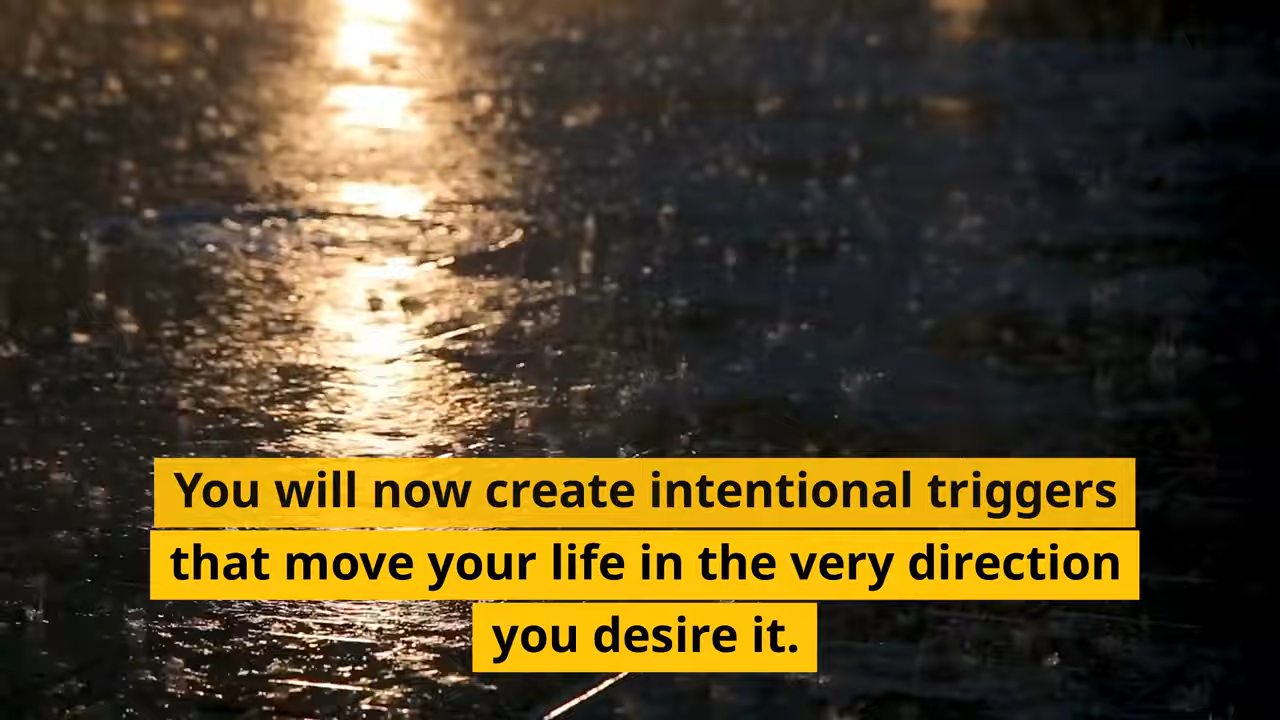 You will now create intentional triggers
that move your life in the very direction
you desire it.